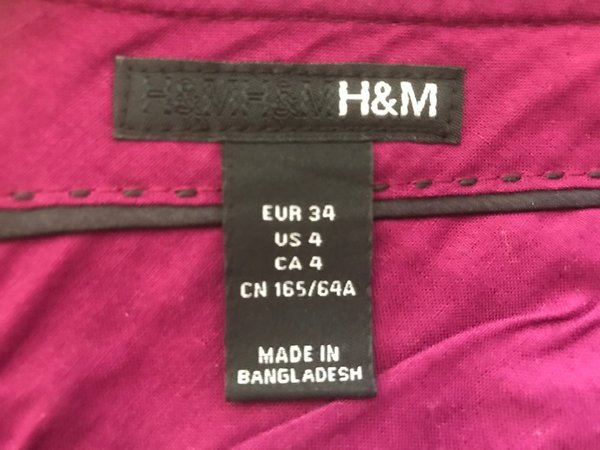 H&M H&M H&M
EUR 34
US 4
CA 4
CN 165/64A
MADE IN
BANGLADESH